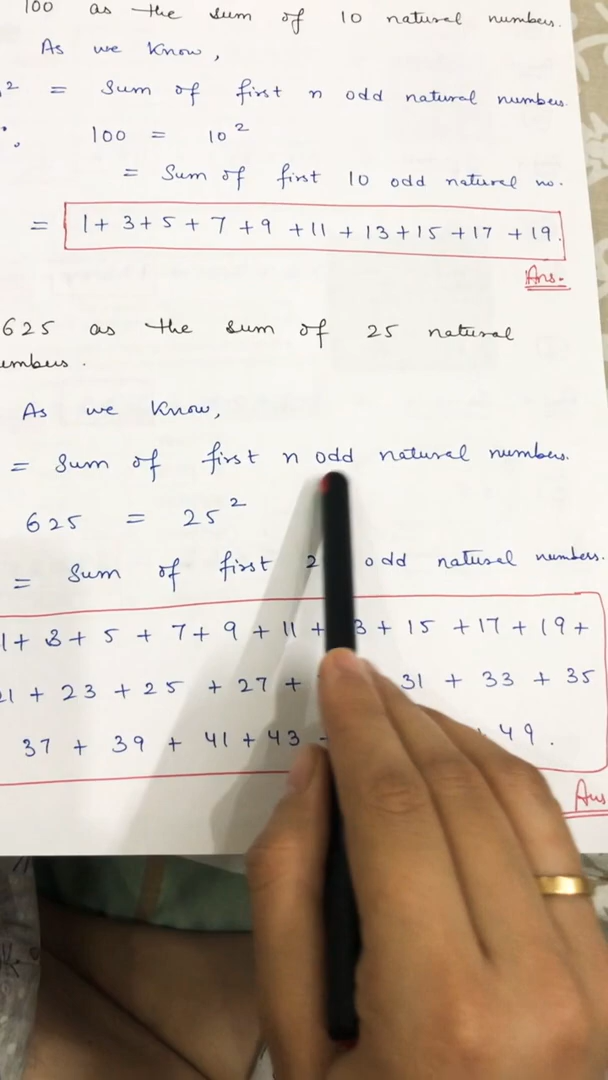 100 as the sum of 10 natural numbers.
As we know,
2 = Sum of first n odd natural numbers.
100 = 10²
= Sum of first 10 odd natural no.
= 1+ 3+ 5 + 7 + 9 + 11 + 13 + 15 + 17 + 19.
Ans.
625 as the sum of 25 natural
umbers.
As we know,
= Sum of first n odd natural numbers.
625 = 25²
= Sum of first 2 odd natural numbers.
1+ 3+ 5 + 7+ 9 + 11 + 3 + 15 + 17 + 19 +
21 + 23 + 25 + 27 + 31 + 33 + 35
37 + 39 + 41 + 43 + 49.
Ans